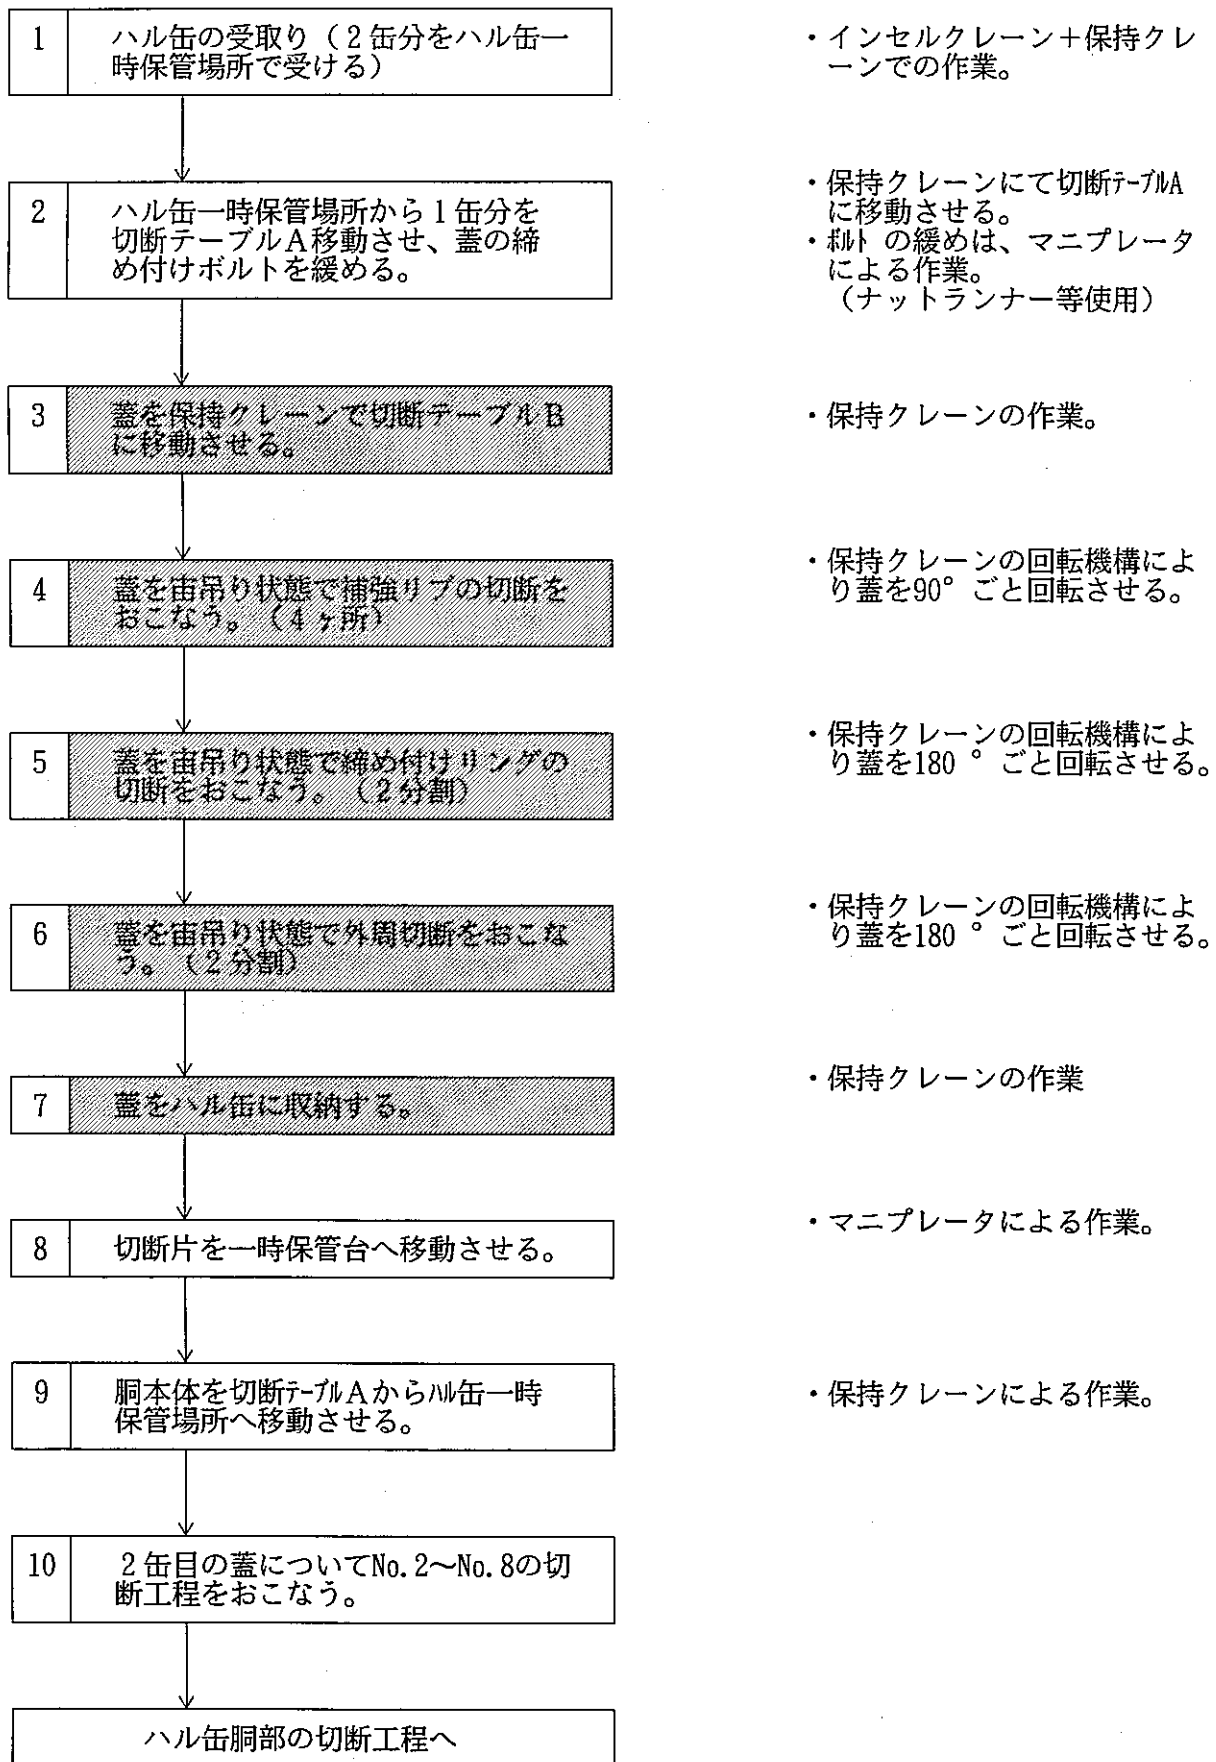 1 ハル缶の受取り（2缶分をハル缶一
時保管場所で受ける）
・インセルクレーン＋保持クレ
ーンでの作業。
2 ハル缶一時保管場所から1缶分を
切断テーブルA移動させ、蓋の締
め付けボルトを緩める。
・保持クレーンにて切断ﾃｰﾌﾞﾙA
に移動させる。
・ﾎﾞﾙﾄ の緩めは、マニプレータ
による作業。
（ナットランナー等使用）
3 蓋を保持クレーンで切断テーブルB
に移動させる。
・保持クレーンの作業。
4 蓋を宙吊り状態で補強リブの切断を
おこなう。（4ヶ所）
・保持クレーンの回転機構によ
り蓋を90°ごと回転させる。
5 蓋を宙吊り状態で締め付けリングの
切断をおこなう。（2分割）
・保持クレーンの回転機構によ
り蓋を180°ごと回転させる。
6 蓋を宙吊り状態で外周切断をおこな
う。（2分割）
・保持クレーンの回転機構によ
り蓋を180°ごと回転させる。
7 蓋をハル缶に収納する。
・保持クレーンの作業
8 切断片を一時保管台へ移動させる。
・マニプレータによる作業。
9 胴本体を切断ﾃｰﾌﾞﾙAからﾊﾙ缶一時
保管場所へ移動させる。
・保持クレーンによる作業。
10 2缶目の蓋についてNo.2～No.8の切
断工程をおこなう。
ハル缶胴部の切断工程へ